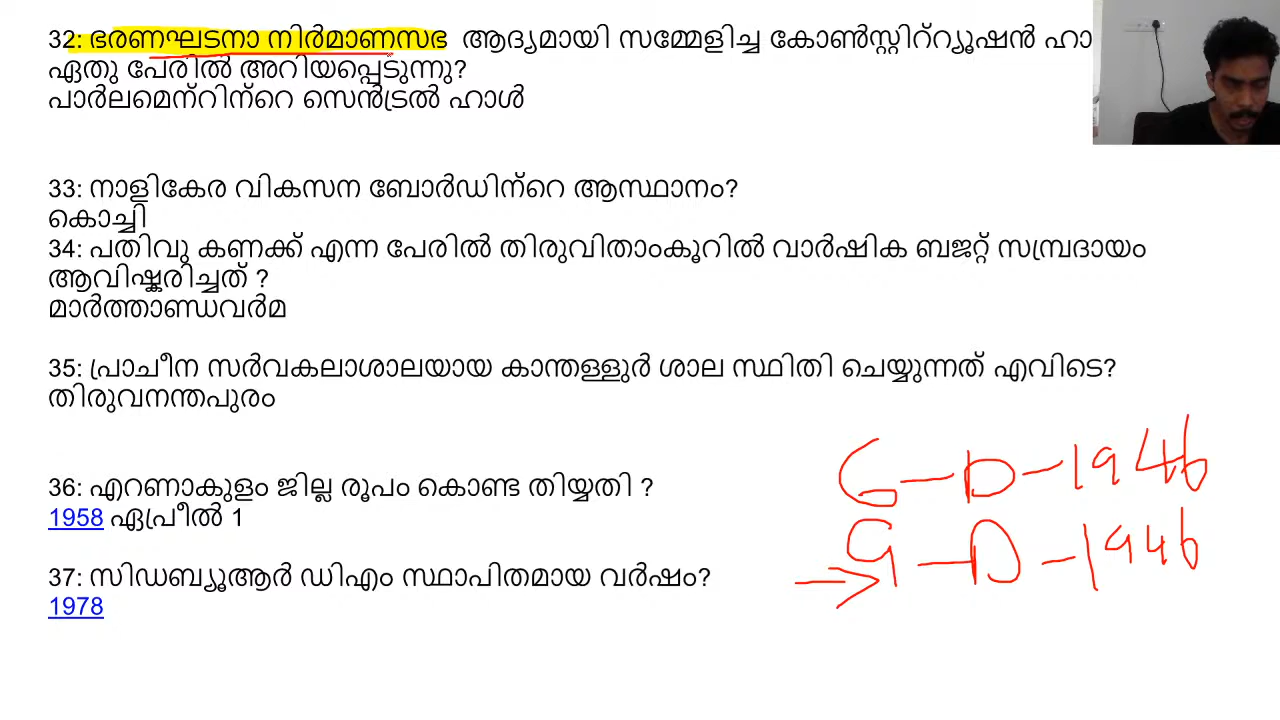 32: ഭരണഘടനാ നിർമാണസഭ ആദ്യമായി സമ്മേളിച്ച കോൺസ്റ്റിറ്റ്യൂഷൻ ഹാ
ഏതു പേരിൽ അറിയപ്പെടുന്നു?
പാർലമെന്റിന്റെ സെൻട്രൽ ഹാൾ
33: നാളികേര വികസന ബോർഡിന്റെ ആസ്ഥാനം?
കൊച്ചി
34: പതിവു കണക്ക് എന്ന പേരിൽ തിരുവിതാംകൂറിൽ വാർഷിക ബജറ്റ് സമ്പ്രദായം
ആവിഷ്കരിച്ചത് ?
മാർത്താണ്ഡവർമ
35: പ്രാചീന സർവകലാശാലയായ കാന്തള്ളുർ ശാല സ്ഥിതി ചെയ്യുന്നത് എവിടെ?
തിരുവനന്തപുരം
36: എറണാകുളം ജില്ല രൂപം കൊണ്ട തിയ്യതി ?
1958 ഏപ്രീൽ 1
37: സിഡബ്യൂആർ ഡിഎം സ്ഥാപിതമായ വർഷം?
1978
6-D-1946
9-D-1946